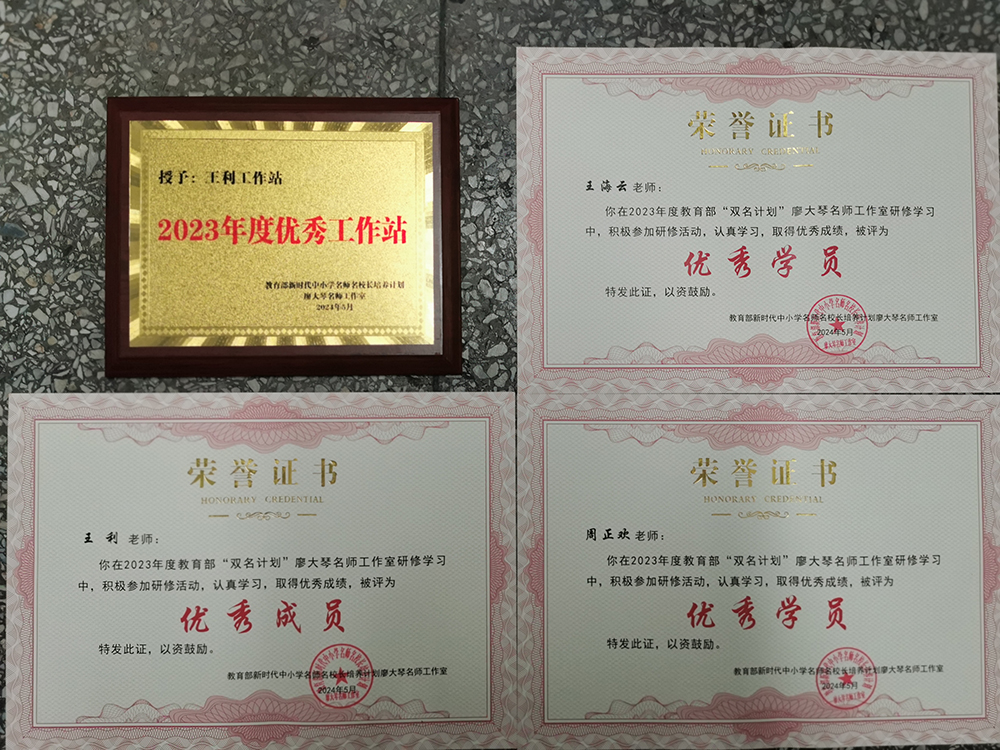 授予：王利工作站
2023年度优秀工作站
教育部新时代中小学名师名校长培养计划
廖大琴名师工作室
2024年5月
荣誉证书
HONORARY CREDENTIAL
王海云老师：
你在2023年度教育部“双名计划”廖大琴名师工作室研修学习
中，积极参加研修活动，认真学习，取得优秀成绩，被评为
优秀学员
特发此证，以资鼓励。
教育部新时代中小学名师名校长培养计划廖大琴名师工作室
2024年5月
荣誉证书
HONORARY CREDENTIAL
王利 老师：
你在2023年度教育部“双名计划”廖大琴名师工作室研修学习
中，积极参加研修活动，认真学习，取得优秀成绩，被评为
优秀成员
特发此证，以资鼓励。
教育部新时代中小学名师名校长培养计划廖大琴名师工作室
2024年5月
荣誉证书
HONORARY CREDENTIAL
周正欢老师：
你在2023年度教育部“双名计划”廖大琴名师工作室研修学习
中，积极参加研修活动，认真学习，取得优秀成绩，被评为
优秀学员
特发此证，以资鼓励。
教育部新时代中小学名师名校长培养计划廖大琴名师工作室
2024年5月